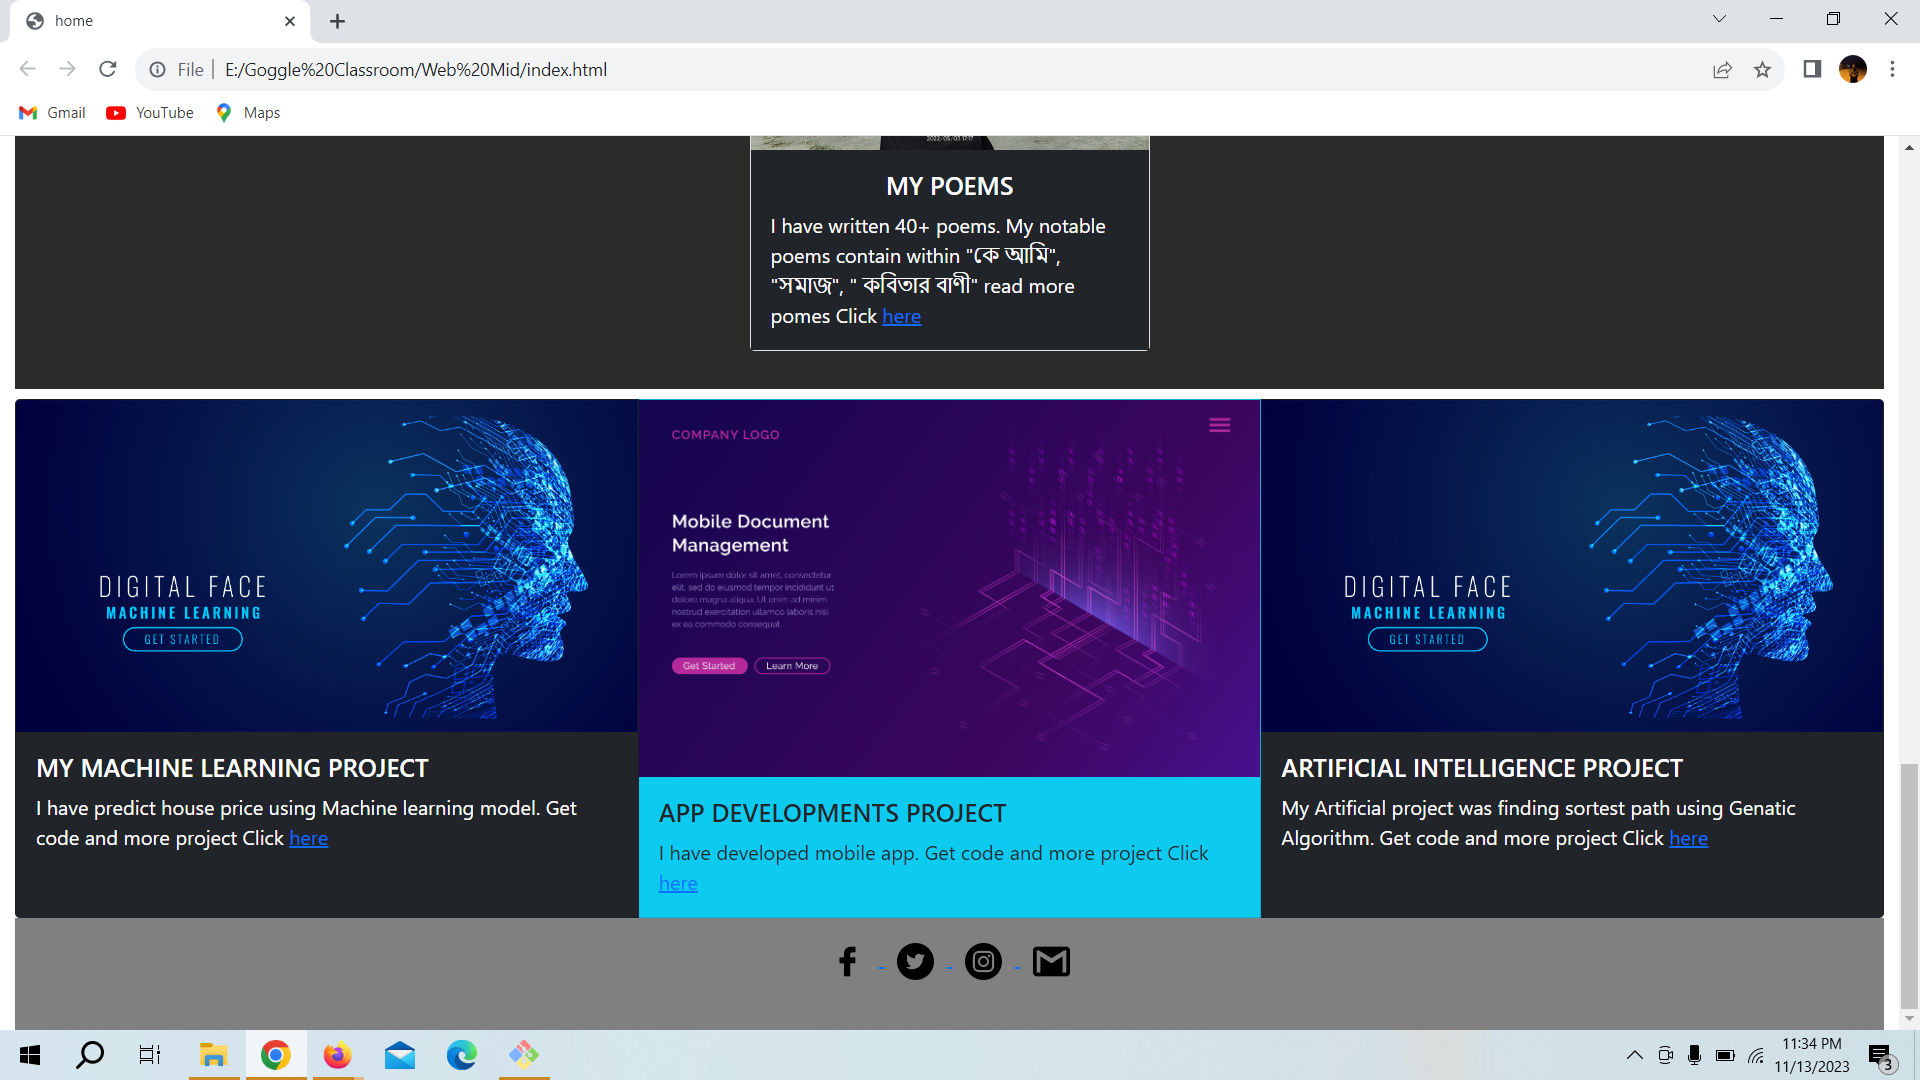 home
File
E:/Goggle%20Classroom/Web%20Mid/index.html
Gmail
YouTube
Maps
2022/05/03 17:17
MY POEMS
I have written 40+ poems. My notable
poems contain within "কে আমি",
"সমাজ", " কবিতার বাণী" read more
pomes Click here
DIGITAL FACE
MACHINE LEARNING
GET STARTED
MY MACHINE LEARNING PROJECT
I have predict house price using Machine learning model. Get
code and more project Click here
COMPANY LOGO
Mobile Document
Management
Lorem ipsum dolor sit amet, consectetur
elit, sed do eiusmod tempor incididunt ut
dolore magna aliqua. Ut enim ad minim
nostrud exercitation ullamco laboris nisi
ex ea commodo consequat
Get Started
Learn More
APP DEVELOPMENTS PROJECT
I have developed mobile app. Get code and more project Click
here
DIGITAL FACE
MACHINE LEARNING
GET STARTED
ARTIFICIAL INTELLIGENCE PROJECT
My Artificial project was finding sortest path using Genatic
Algorithm. Get code and more project Click here
11:34 PM
11/13/2023
3